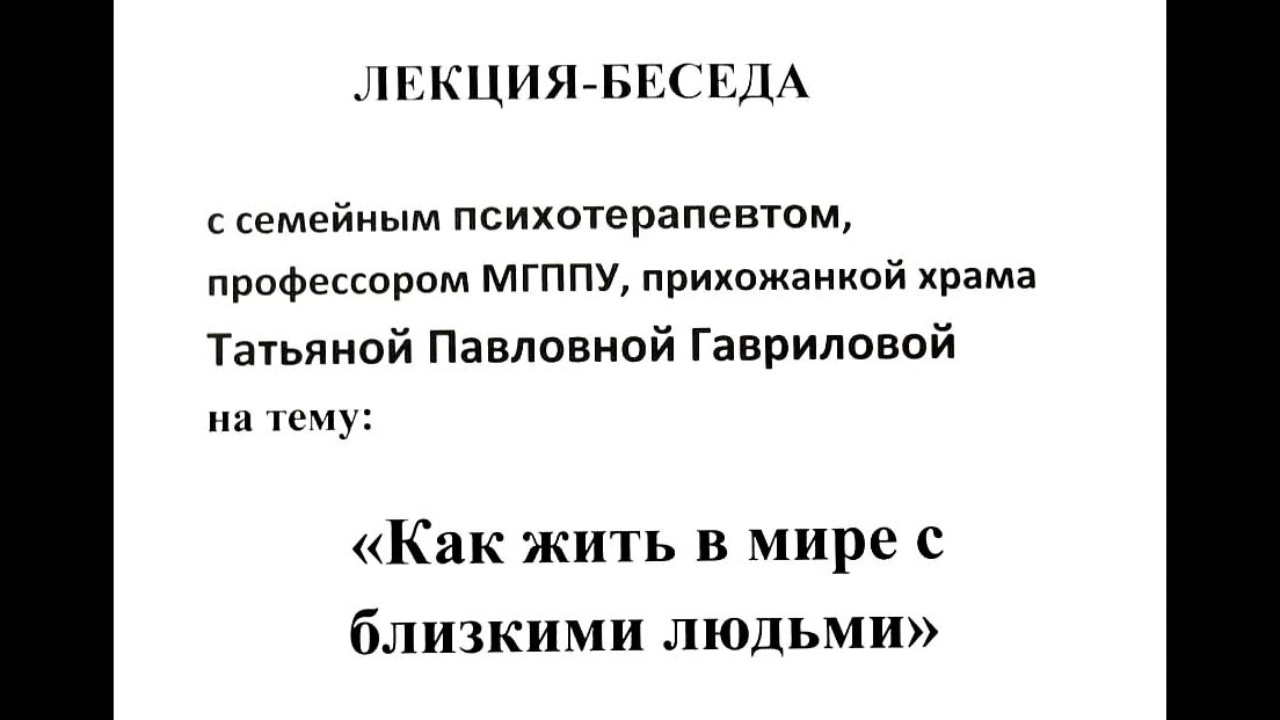 ЛЕКЦИЯ-БЕСЕДА
с семейным психотерапевтом,
профессором МГППУ, прихожанкой храма
Татьяной Павловной Гавриловой
на тему:
«Как жить в мире с
близкими людьми»